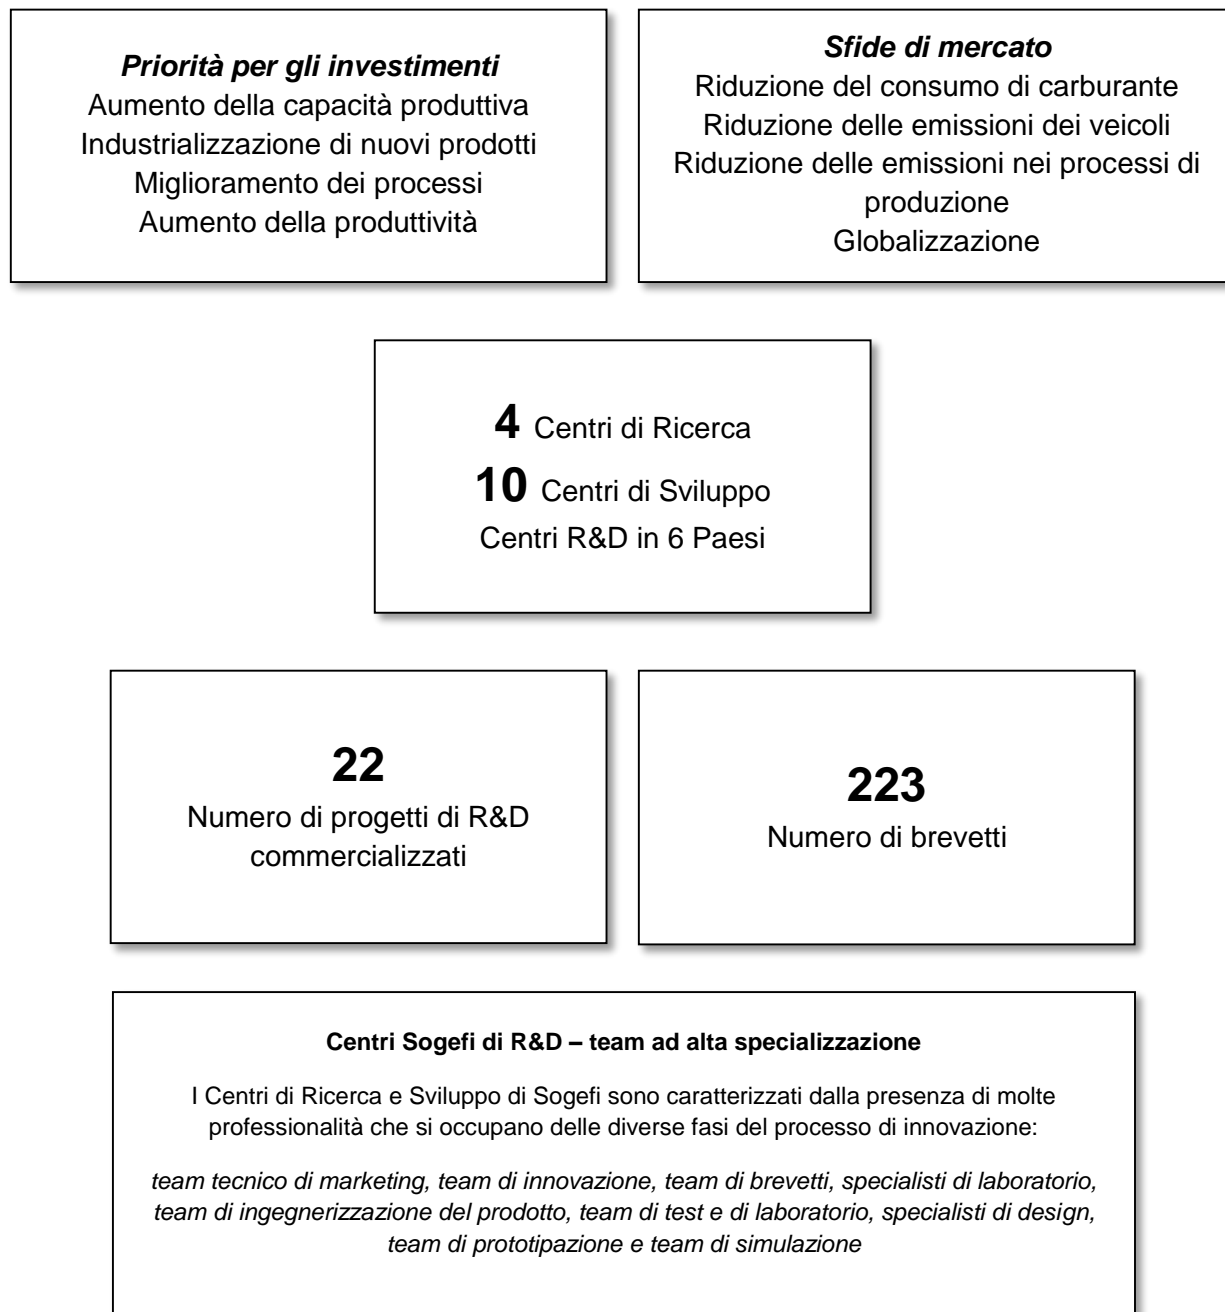 Priorità per gli investimenti
Aumento della capacità produttiva
Industrializzazione di nuovi prodotti
Miglioramento dei processi
Aumento della produttività
Sfide di mercato
Riduzione del consumo di carburante
Riduzione delle emissioni dei veicoli
Riduzione delle emissioni nei processi di
produzione
Globalizzazione
4 Centri di Ricerca
10 Centri di Sviluppo
Centri R&D in 6 Paesi
22
Numero di progetti di R&D
commercializzati
223
Numero di brevetti
Centri Sogefi di R&D – team ad alta specializzazione
I Centri di Ricerca e Sviluppo di Sogefi sono caratterizzati dalla presenza di molte
professionalità che si occupano delle diverse fasi del processo di innovazione:
team tecnico di marketing, team di innovazione, team di brevetti, specialisti di laboratorio,
team di ingegnerizzazione del prodotto, team di test e di laboratorio, specialisti di design,
team di prototipazione e team di simulazione